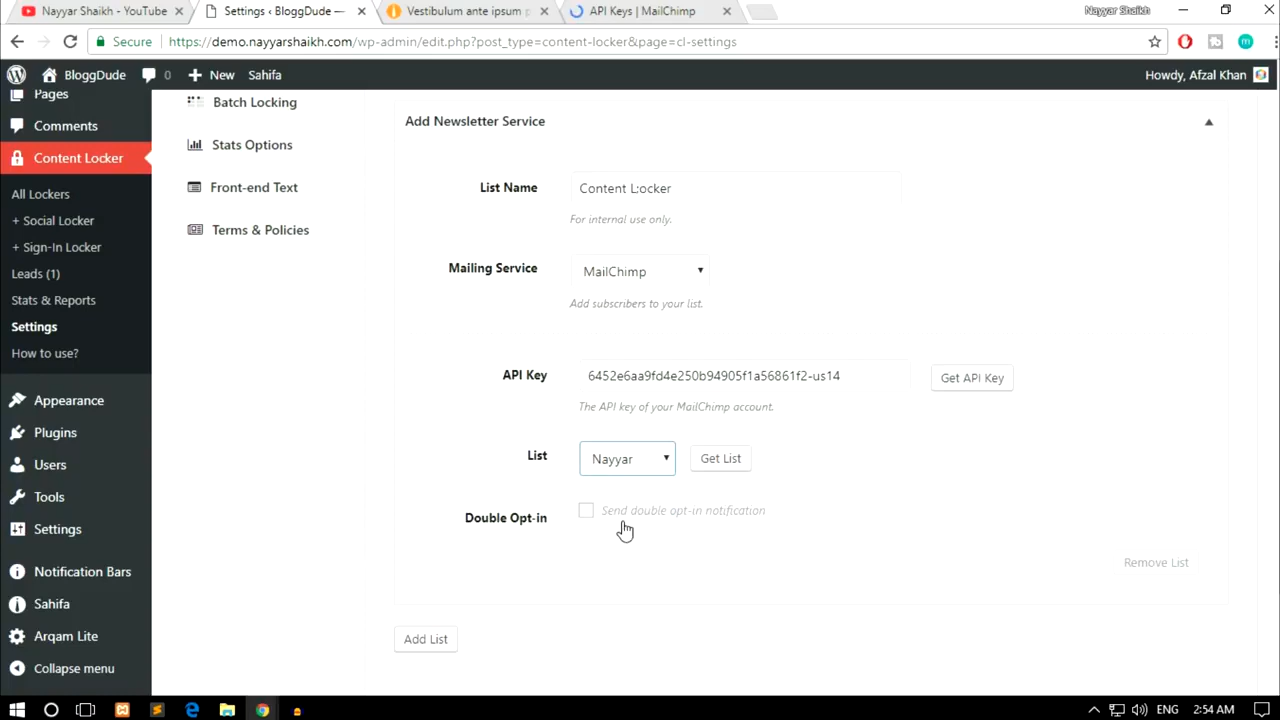 Nayyar Shaikh - YouTube
Settings ‹ BloggDude —
Vestibulum ante ipsum p
API Keys | MailChimp
Nayyar Shaikh
Secure
https://demo.nayyarshaikh.com/wp-admin/edit.php?post_type=content-locker&page=cl-settings
BloggDude
0
New
Sahifa
Howdy, Afzal Khan
Pages
Comments
Content Locker
All Lockers
+ Social Locker
+ Sign-In Locker
Leads (1)
Stats & Reports
Settings
How to use?
Appearance
Plugins
Users
Tools
Settings
Notification Bars
Sahifa
Arqam Lite
Collapse menu
Batch Locking
Stats Options
Front-end Text
Terms & Policies
Add Newsletter Service
List Name
Content L:ocker
For internal use only.
Mailing Service
MailChimp
Add subscribers to your list.
API Key
6452e6aa9fd4e250b94905f1a56861f2-us14
Get API Key
The API key of your MailChimp account.
List
Nayyar
Get List
Double Opt-in
Send double opt-in notification
Remove List
Add List
ENG
2:54 AM